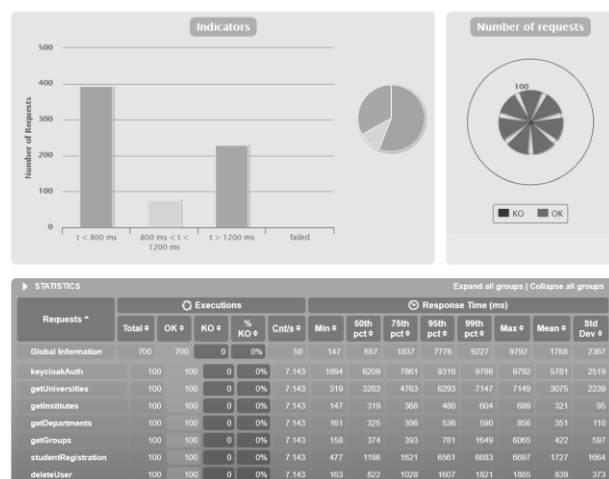 Indicators
Number of requests
500
400
300
200
100
0
Number of Requests
t < 800 ms
800 ms < t <
1200 ms
t > 1200 ms
failed
100
KO OK
STATISTICS Expand all groups | Collapse all groups
Requests Executions Response Time (ms)
Total OK KO % KO Cnt/s Min 50th pct 75th pct 95th pct 99th pct Max Mean Std Dev
Global Information 700 700 0 0% 50 147 657 1837 7776 9227 9792 1788 2367
keycloakAuth 100 100 0 0% 7.143 1894 6209 7861 9310 9786 9792 5781 2519
getUniversities 100 100 0 0% 7.143 319 3283 4763 6293 7147 7149 3075 2239
getInstitutes 100 100 0 0% 7.143 147 319 368 480 604 699 321 95
getDepartments 100 100 0 0% 7.143 161 325 396 536 590 856 351 110
getGroups 100 100 0 0% 7.143 158 374 393 781 1649 6065 422 597
studentRegistration 100 100 0 0% 7.143 477 1186 1621 6561 6683 6697 1727 1664
deleteUser 100 100 0 0% 7.143 163 822 1028 1607 1821 1885 839 373